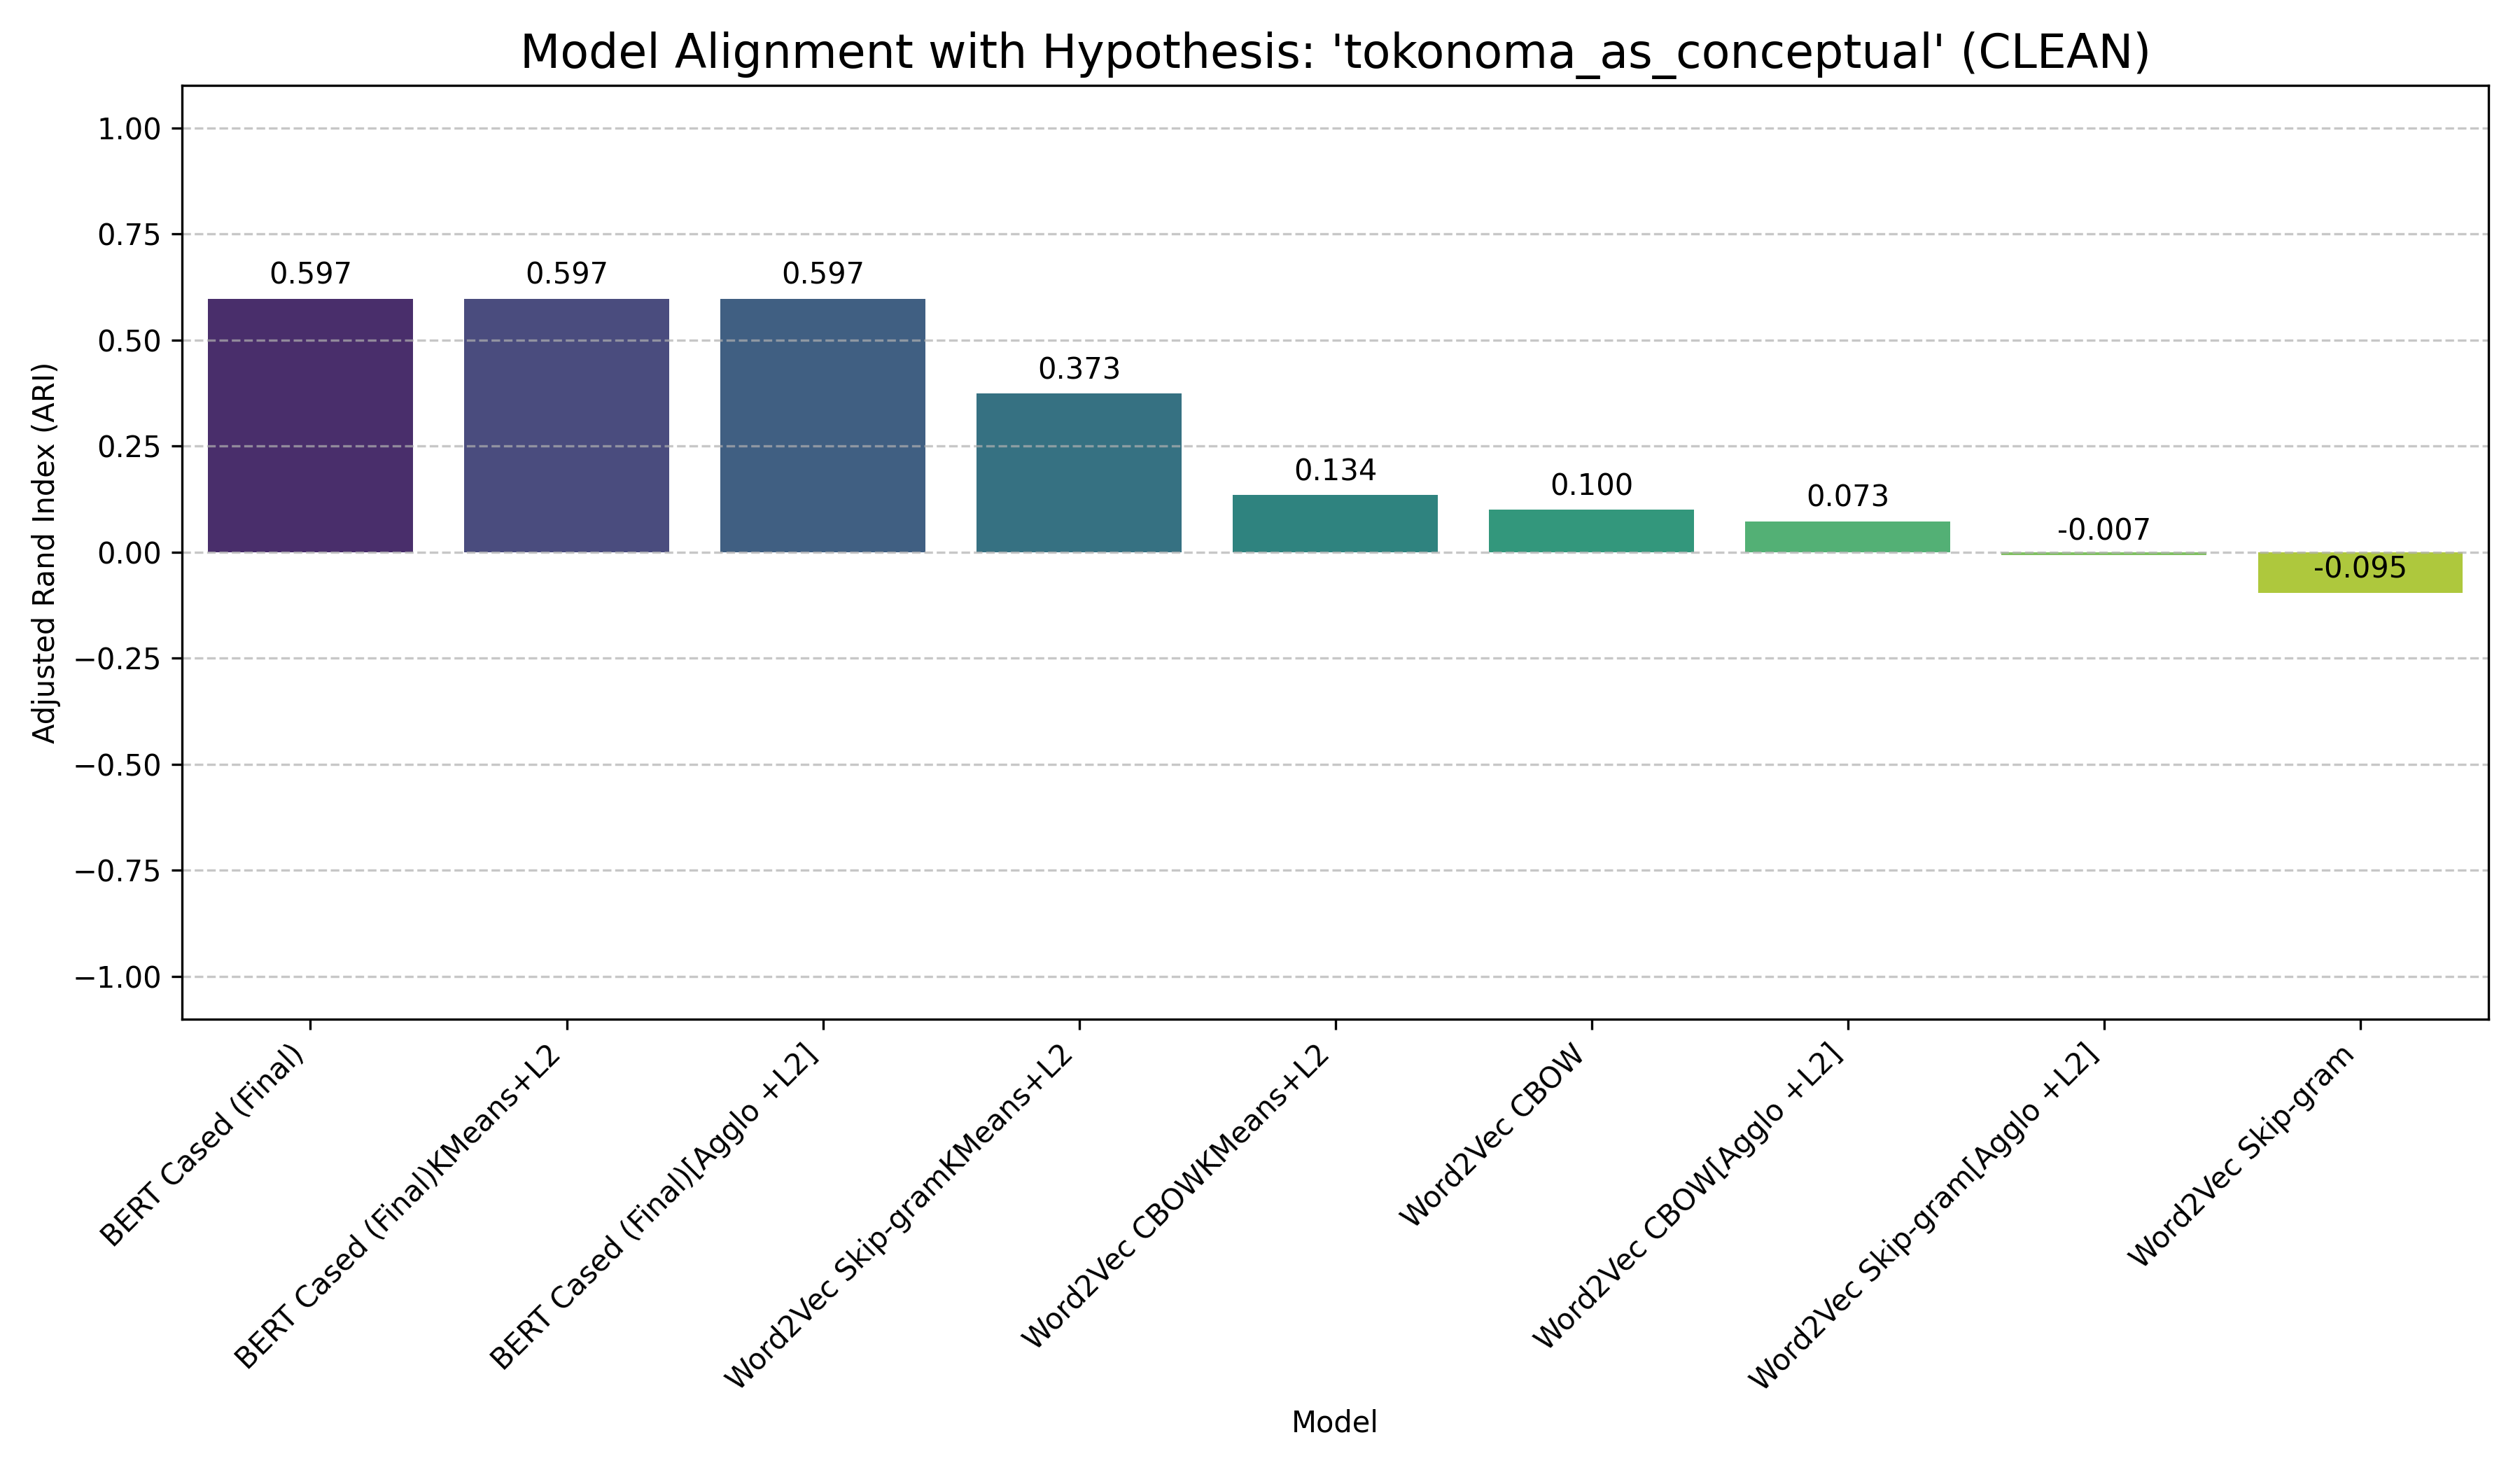 Model Alignment with Hypothesis: 'tokonoma_as_conceptual' (CLEAN)
Adjusted Rand Index (ARI)
1.00
0.75
0.50
0.25
0.00
−0.25
−0.50
−0.75
−1.00
0.597
0.597
0.597
0.373
0.134
0.100
0.073
-0.007
-0.095
BERT Cased (Final)
BERT Cased (Final)KMeans+L2
BERT Cased (Final)[Agglo +L2]
Word2Vec Skip-gramKMeans+L2
Word2Vec CBOWKMeans+L2
Word2Vec CBOW
Word2Vec CBOW[Agglo +L2]
Word2Vec Skip-gram[Agglo +L2]
Word2Vec Skip-gram
Model